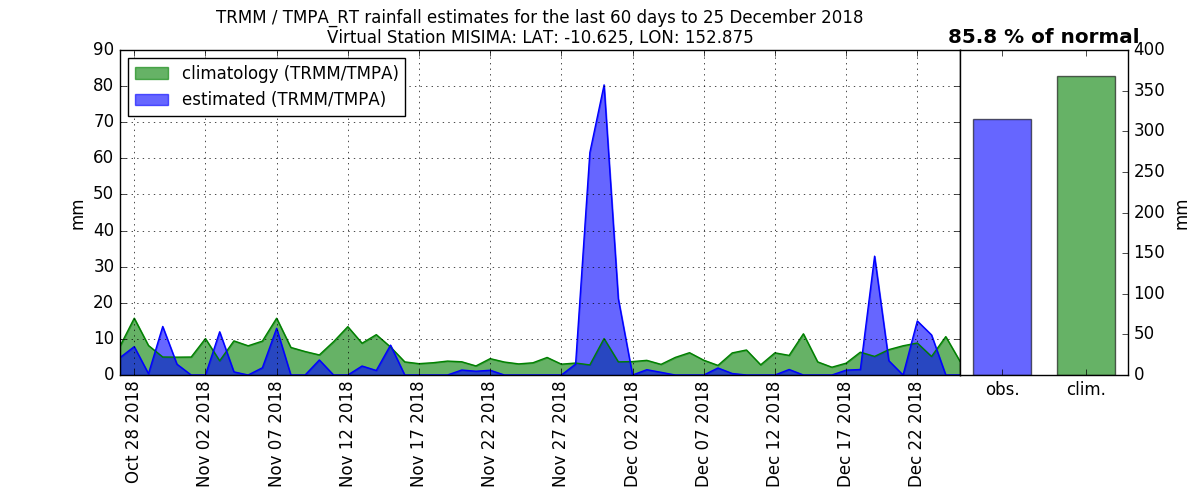 TRMM / TMPA_RT rainfall estimates for the last 60 days to 25 December 2018
Virtual Station MISIMA: LAT: -10.625, LON: 152.875
85.8 % of normal
climatology (TRMM/TMPA)
estimated (TRMM/TMPA)
90
80
70
60
50
40
30
20
10
0
mm
400
350
300
250
200
150
100
50
0
mm
Oct 28 2018
Nov 02 2018
Nov 07 2018
Nov 12 2018
Nov 17 2018
Nov 22 2018
Nov 27 2018
Dec 02 2018
Dec 07 2018
Dec 12 2018
Dec 17 2018
Dec 22 2018
obs.
clim.